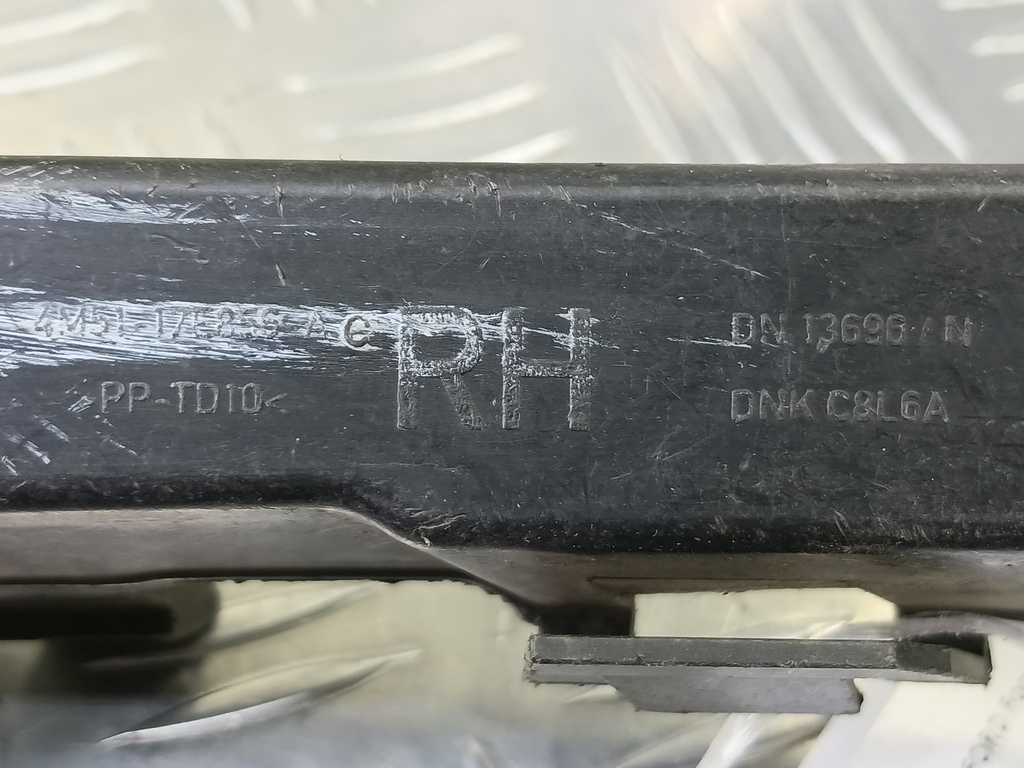 4M51-17E856-AC
>PP-TD10<
RH
DN 13696 / N
DNK C8L6A